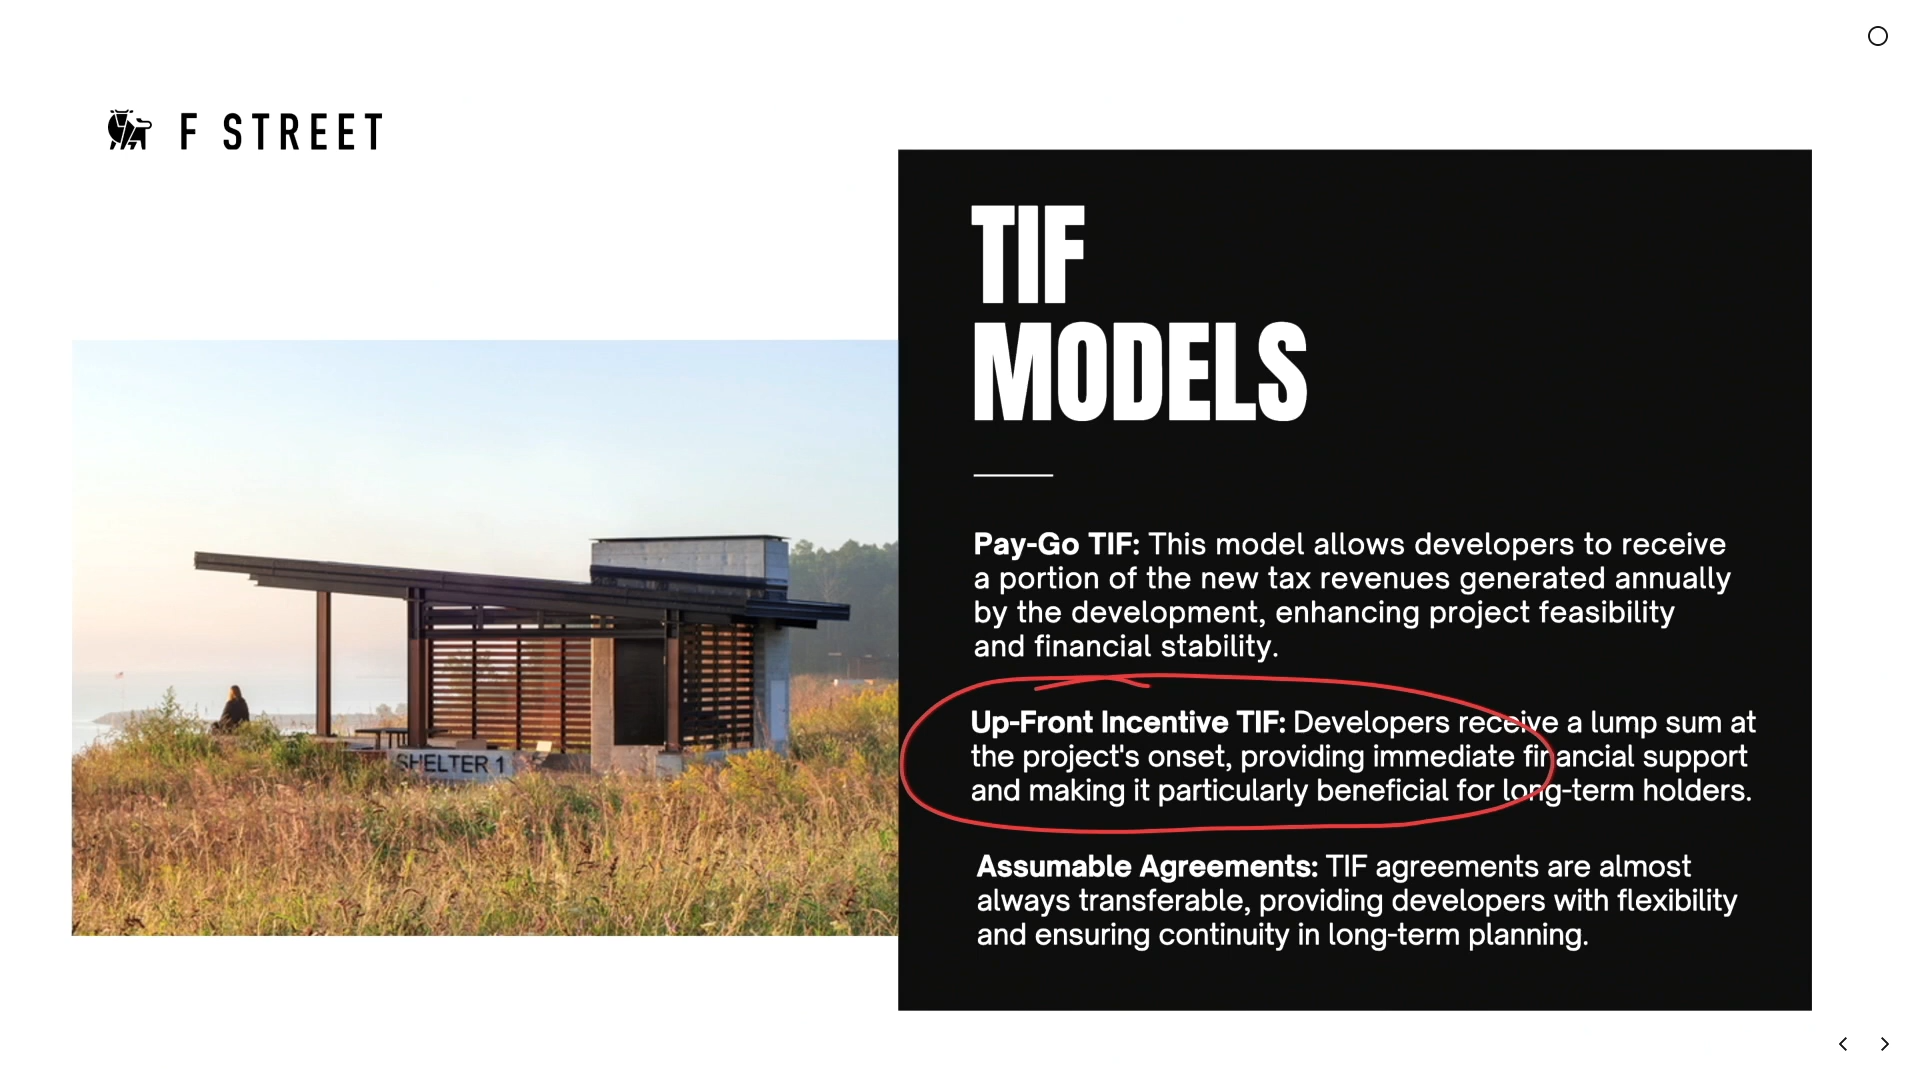 F STREET
TIF
MODELS
Pay-Go TIF: This model allows developers to receive
a portion of the new tax revenues generated annually
by the development, enhancing project feasibility
and financial stability.
Up-Front Incentive TIF: Developers receive a lump sum at
the project's onset, providing immediate financial support
and making it particularly beneficial for long-term holders.
Assumable Agreements: TIF agreements are almost
always transferable, providing developers with flexibility
and ensuring continuity in long-term planning.
SHELTER 1